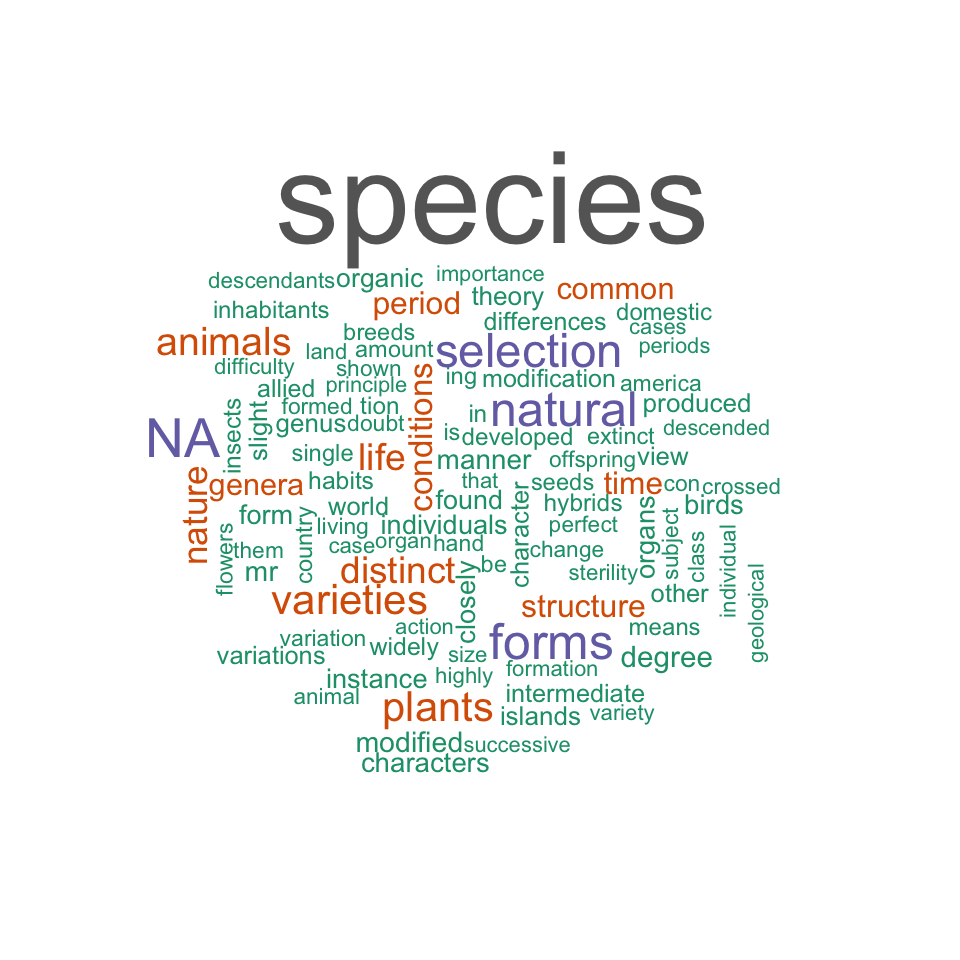 species
descendants organic importance
inhabitants period theory common
animals breeds differences domestic cases
land amount selection periods
difficulty shown
allied principle conditions ing modification america
insects slight formed tion in natural produced
NA genus doubt is developed extinct descended
single life manner offspring view
nature genera habits that seeds time con crossed
form world found character hybrids organs birds
flowers country living individuals perfect subject
them case organ hand change class individual
mr distinct closely be sterility geological
varieties structure other
variation action forms means
variations widely size formation degree
instance highly
animal plants intermediate
islands variety
modified successive
characters